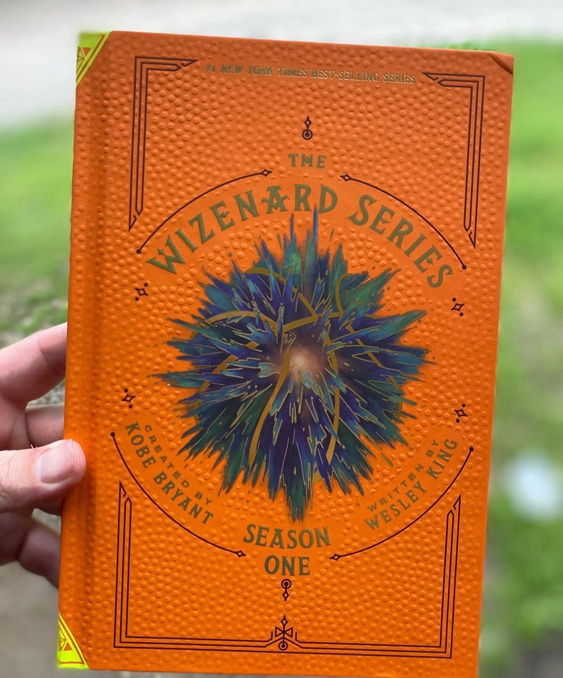 #1 NEW YORK TIMES BEST-SELLING SERIES
THE
WIZENARD SERIES
CREATED BY
KOBE BRYANT
WRITTEN BY
WESLEY KING
SEASON
ONE